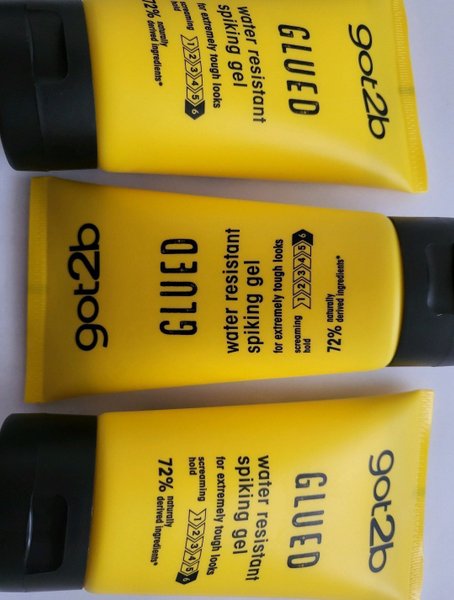 got2b
GLUED
water resistant
spiking gel
for extremely tough looks
screaming
hold
1 2 3 4 5 6
72% naturally
derived ingredients*
got2b
GLUED
water resistant
spiking gel
for extremely tough looks
screaming
hold
1 2 3 4 5 6
72% naturally
derived ingredients*
got2b
GLUED
water resistant
spiking gel
for extremely tough looks
screaming
hold
1 2 3 4 5 6
72% naturally
derived ingredients*